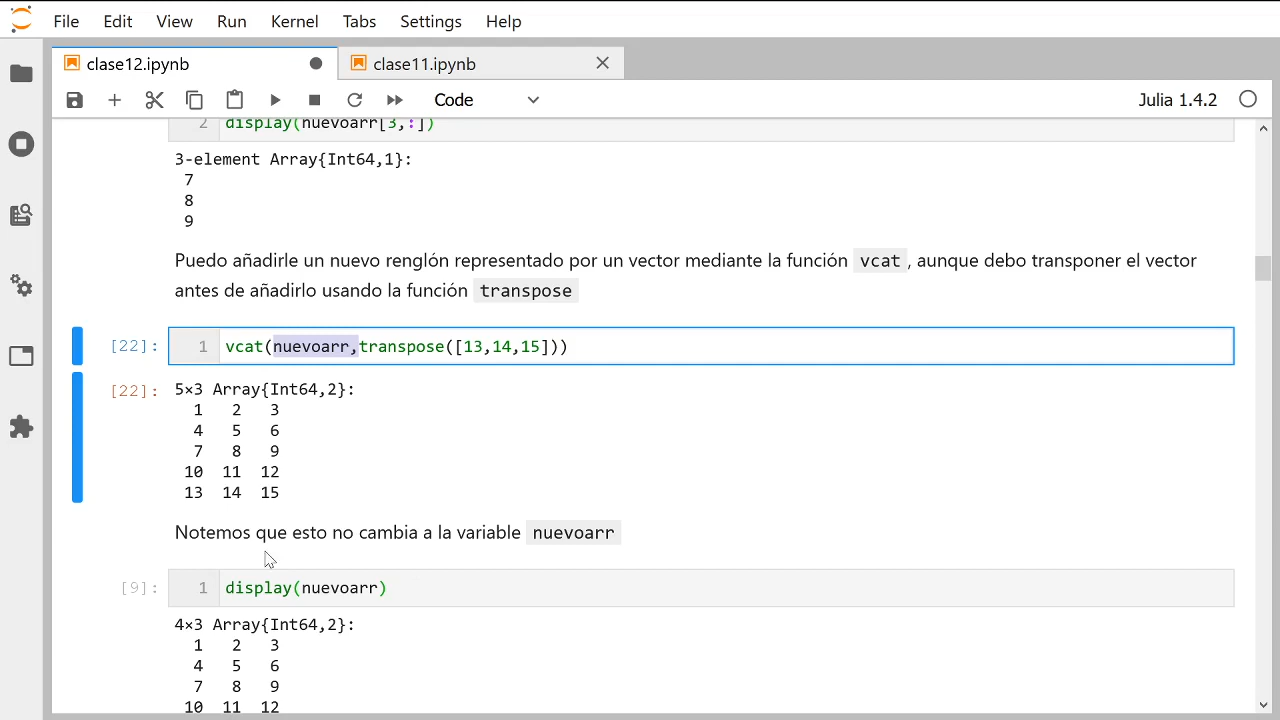 File Edit View Run Kernel Tabs Settings Help
clase12.ipynb clase11.ipynb
Code Julia 1.4.2
2 display(nuevoarr[3,:])
3-element Array{Int64,1}:
7
8
9
Puedo añadirle un nuevo renglón representado por un vector mediante la función vcat , aunque debo transponer el vector
antes de añadirlo usando la función transpose
[22]: 1 vcat(nuevoarr,transpose([13,14,15]))
[22]: 5×3 Array{Int64,2}:
1 2 3
4 5 6
7 8 9
10 11 12
13 14 15
Notemos que esto no cambia a la variable nuevoarr
[9]: 1 display(nuevoarr)
4×3 Array{Int64,2}:
1 2 3
4 5 6
7 8 9
10 11 12